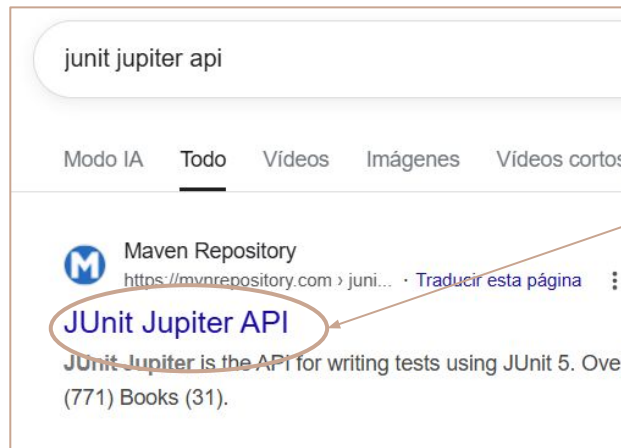 junit jupiter api
Modo IA Todo Vídeos Imágenes Vídeos cortos
M
Maven Repository
https://mvnrepository.com › juni... · Traducir esta página
JUnit Jupiter API
JUnit Jupiter is the API for writing tests using JUnit 5. Ove
(771) Books (31).